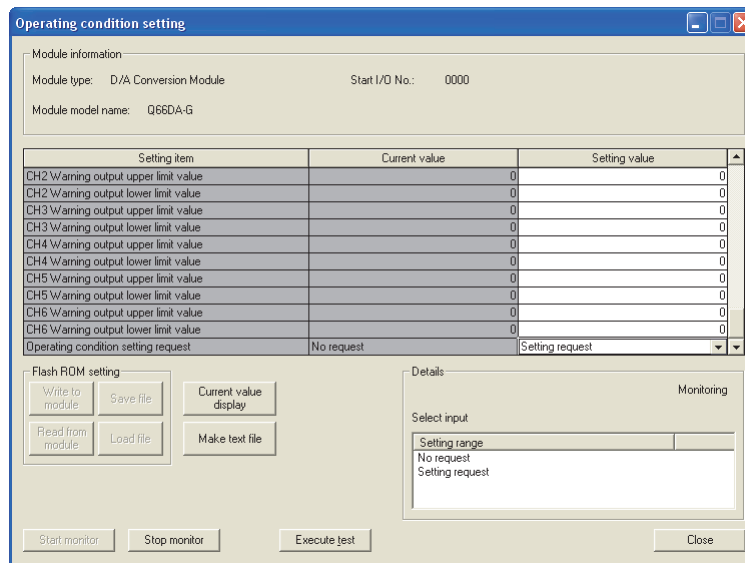 Operating condition setting
Module information
Module type: D/A Conversion Module Start I/O No.: 0000
Module model name: Q66DA-G
Setting item Current value Setting value
CH2 Warning output upper limit value 0 0
CH2 Warning output lower limit value 0 0
CH3 Warning output upper limit value 0 0
CH3 Warning output lower limit value 0 0
CH4 Warning output upper limit value 0 0
CH4 Warning output lower limit value 0 0
CH5 Warning output upper limit value 0 0
CH5 Warning output lower limit value 0 0
CH6 Warning output upper limit value 0 0
CH6 Warning output lower limit value 0 0
Operating condition setting request No request Setting request
Flash ROM setting
Write to
module
Save file
Current value
display
Read from
module
Load file
Make text file
Details
Monitoring
Select input
Setting range
No request
Setting request
Start monitor Stop monitor Execute test Close